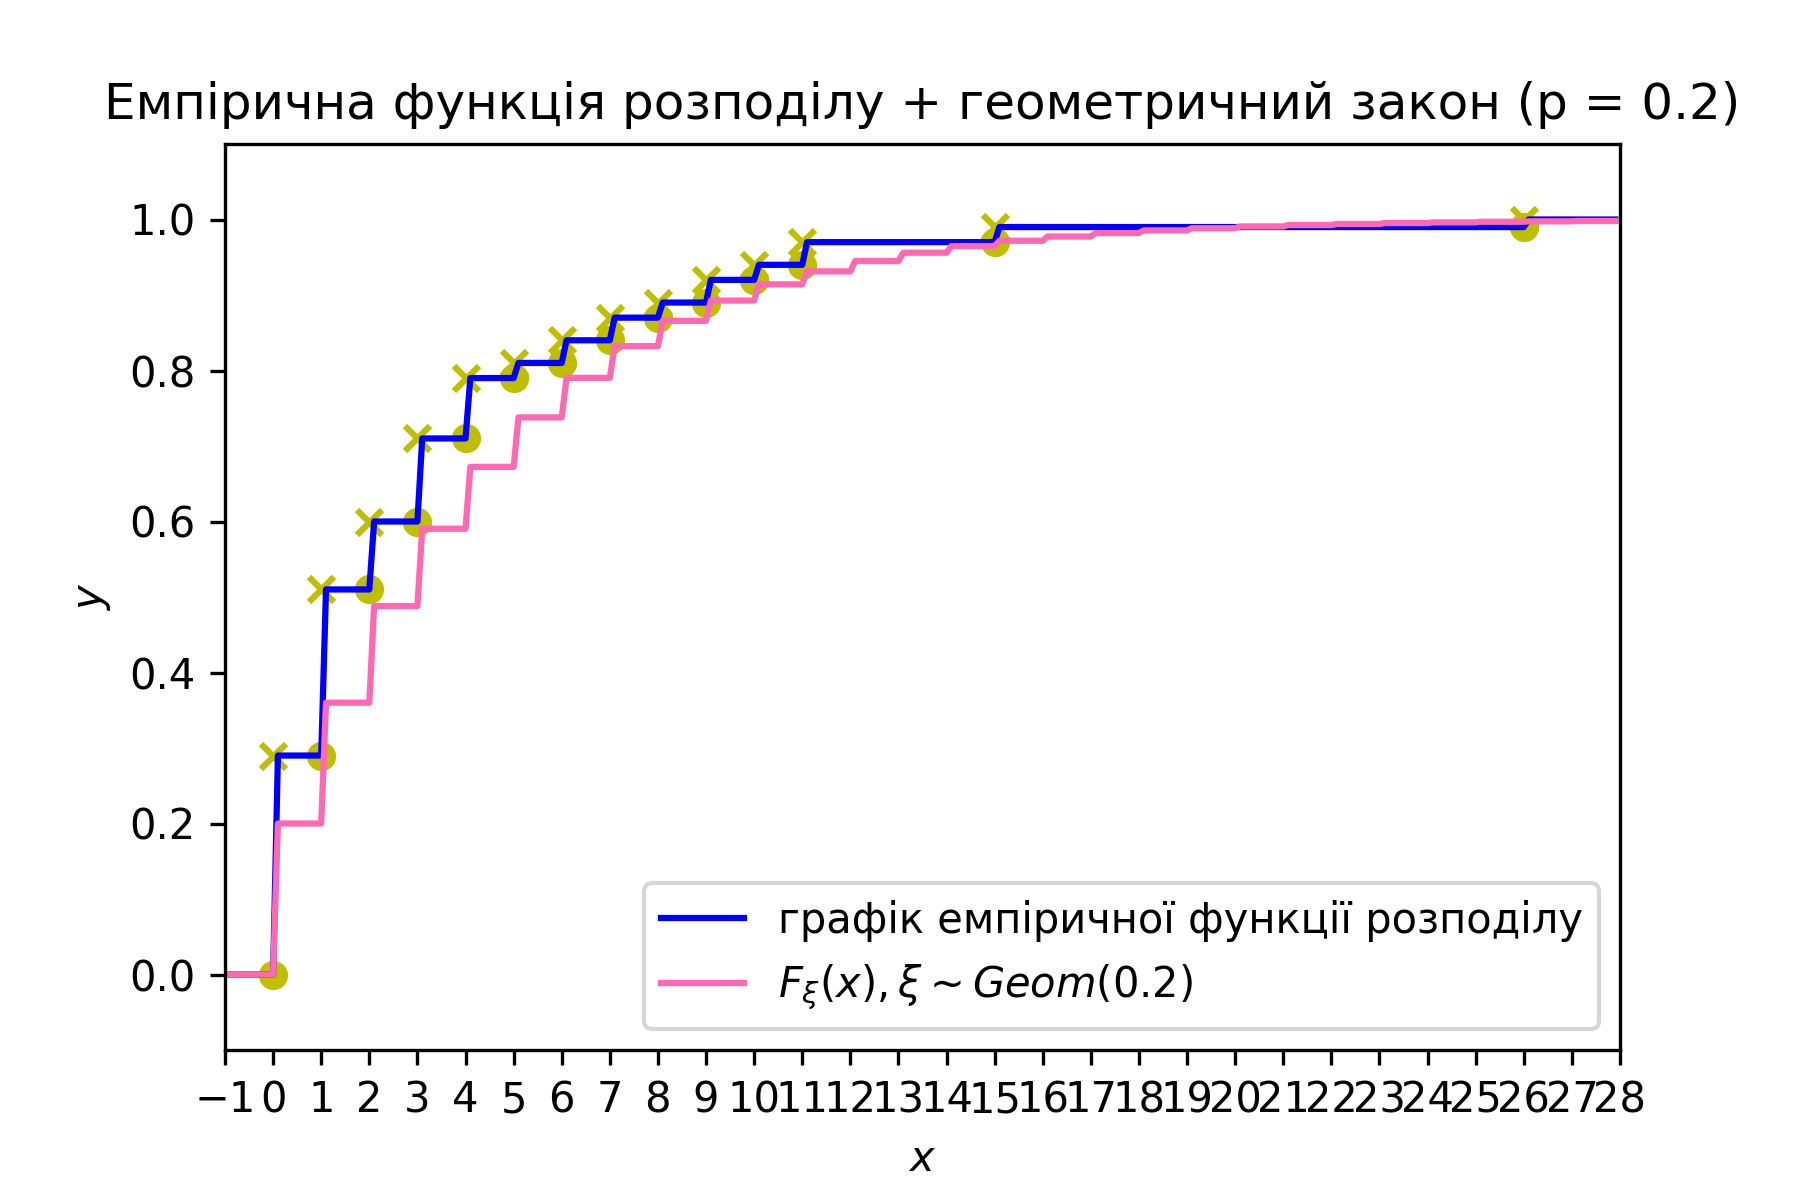 Емпірична функція розподілу + геометричний закон (p = 0.2)
1.0
0.8
0.6
0.4
0.2
0.0
y
графік емпіричної функції розподілу
F_ξ(x), ξ ~ Geom(0.2)
−1 0 1 2 3 4 5 6 7 8 9 10 11 12 13 14 15 16 17 18 19 20 21 22 23 24 25 26 27 28
x